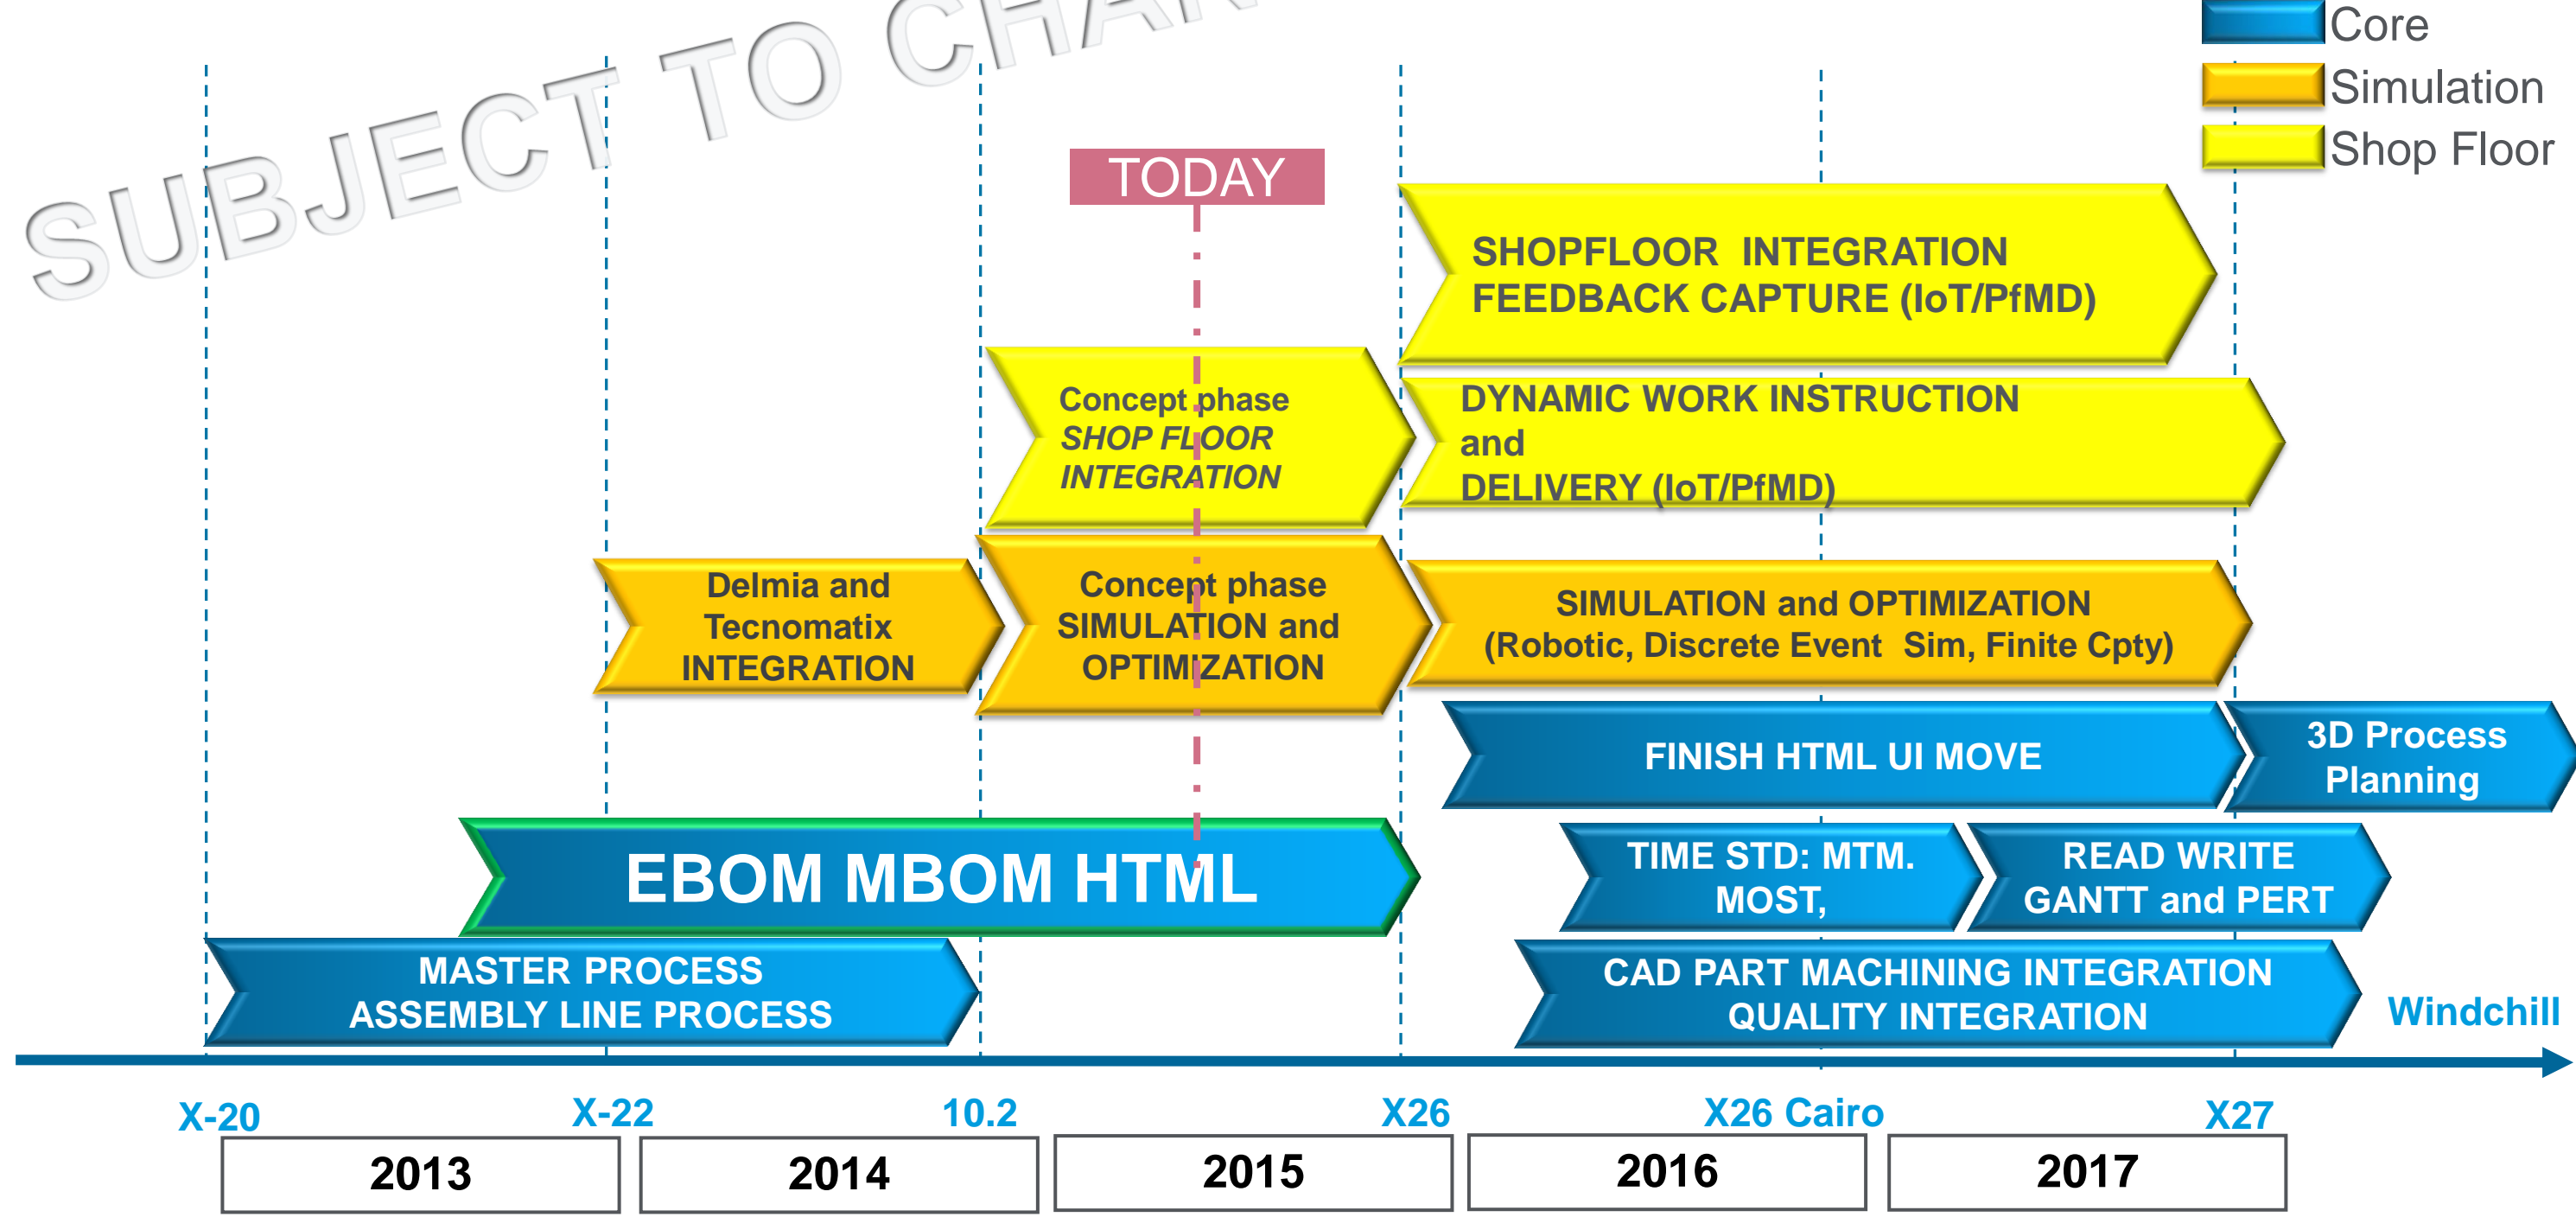 SUBJECT TO
Core
Simulation
Shop Floor
TODAY
SHOPFLOOR INTEGRATION
FEEDBACK CAPTURE (IoT/PfMD)
Concept phase
SHOP FLOOR
INTEGRATION
DYNAMIC WORK INSTRUCTION
and
DELIVERY (IoT/PfMD)
Delmia and
Tecnomatix
INTEGRATION
Concept phase
SIMULATION and
OPTIMIZATION
SIMULATION and OPTIMIZATION
(Robotic, Discrete Event Sim, Finite Cpty)
FINISH HTML UI MOVE
3D Process
Planning
EBOM MBOM HTML
TIME STD: MTM.
MOST,
READ WRITE
GANTT and PERT
MASTER PROCESS
ASSEMBLY LINE PROCESS
CAD PART MACHINING INTEGRATION
QUALITY INTEGRATION
Windchill
X-20
X-22
10.2
X26
X26 Cairo
X27
2013
2014
2015
2016
2017